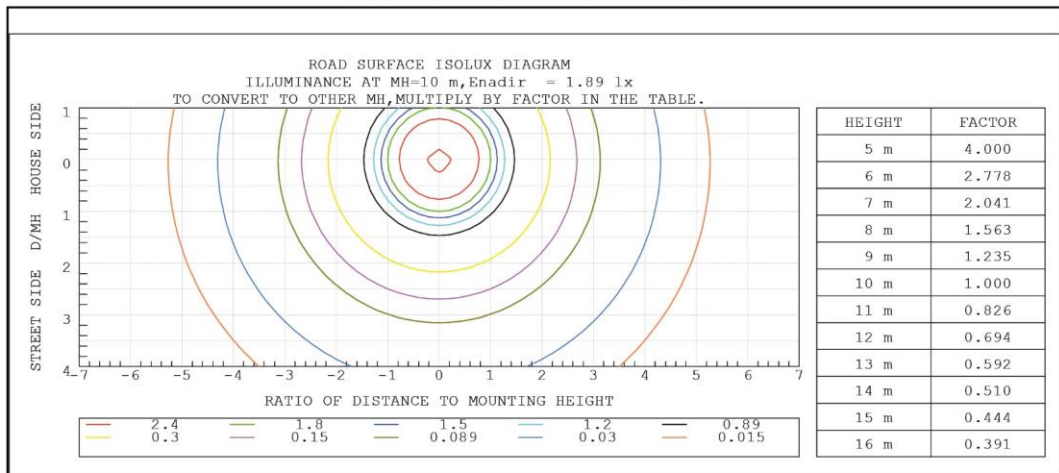 ROAD SURFACE ISOLUX DIAGRAM
ILLUMINANCE AT MH=10 m,Enadir = 1.89 lx
TO CONVERT TO OTHER MH,MULTIPLY BY FACTOR IN THE TABLE.
STREET SIDE D/MH HOUSE SIDE
1
0
1
2
3
4
-7 -6 -5 -4 -3 -2 -1 0 1 2 3 4 5 6 7
RATIO OF DISTANCE TO MOUNTING HEIGHT
2.4 1.8 1.5 1.2 0.89
0.3 0.15 0.089 0.03 0.015
HEIGHT FACTOR
5 m 4.000
6 m 2.778
7 m 2.041
8 m 1.563
9 m 1.235
10 m 1.000
11 m 0.826
12 m 0.694
13 m 0.592
14 m 0.510
15 m 0.444
16 m 0.391